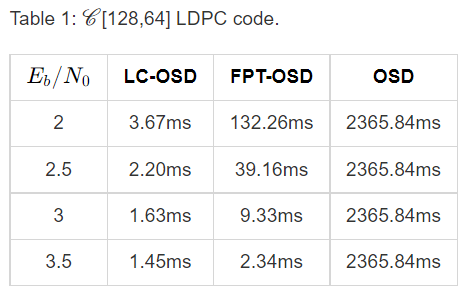 Table 1: 𝒞[128,64] LDPC code.
E_b/N_0 LC-OSD FPT-OSD OSD
2 3.67ms 132.26ms 2365.84ms
2.5 2.20ms 39.16ms 2365.84ms
3 1.63ms 9.33ms 2365.84ms
3.5 1.45ms 2.34ms 2365.84ms